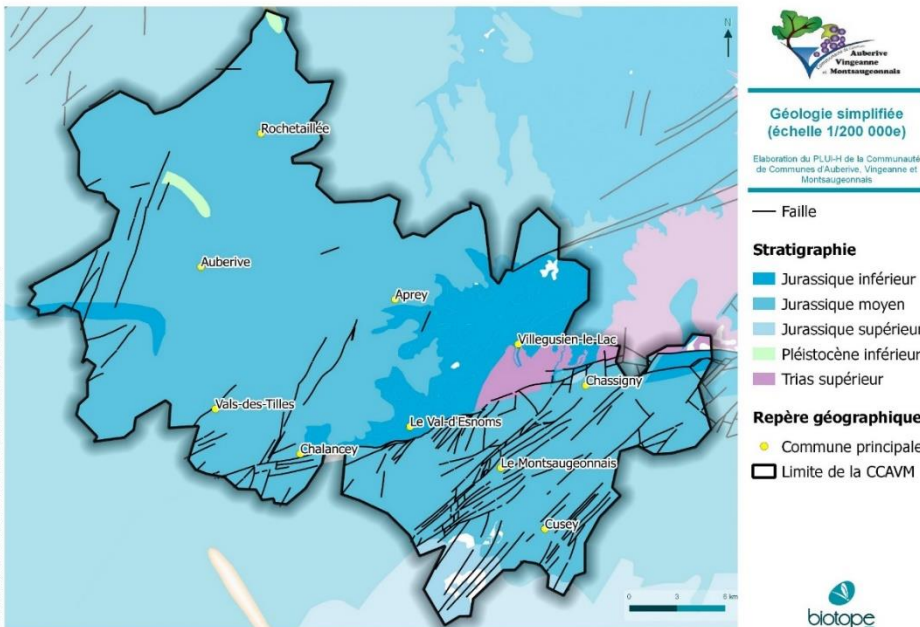 N
Rochetaillée
Auberive
Aprey
Villegusien-le-Lac
Chassigny
Vals-des-Tilles
Le Val-d'Esnoms
Chalancey
Le Montsaugeonnais
Cusey
0 3 6 km
Auberive
Vingeanne
et Montsaugeonnais
Géologie simplifiée
(échelle 1/200 000e)
Elaboration du PLUI-H de la Communauté
de Communes d'Auberive, Vingeanne et
Montsaugeonnais
Faille
Stratigraphie
Jurassique inférieur
Jurassique moyen
Jurassique supérieur
Pléistocène inférieur
Trias supérieur
Repère géographique
Commune principale
Limite de la CCAVM
biotope